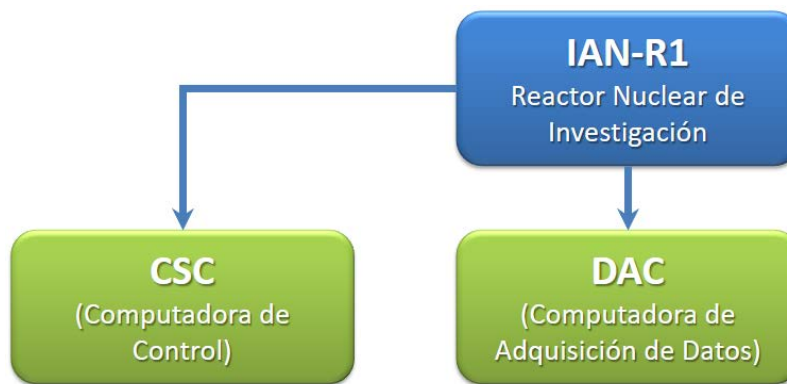 IAN-R1
Reactor Nuclear de
Investigación
CSC
(Computadora de
Control)
DAC
(Computadora de
Adquisición de Datos)